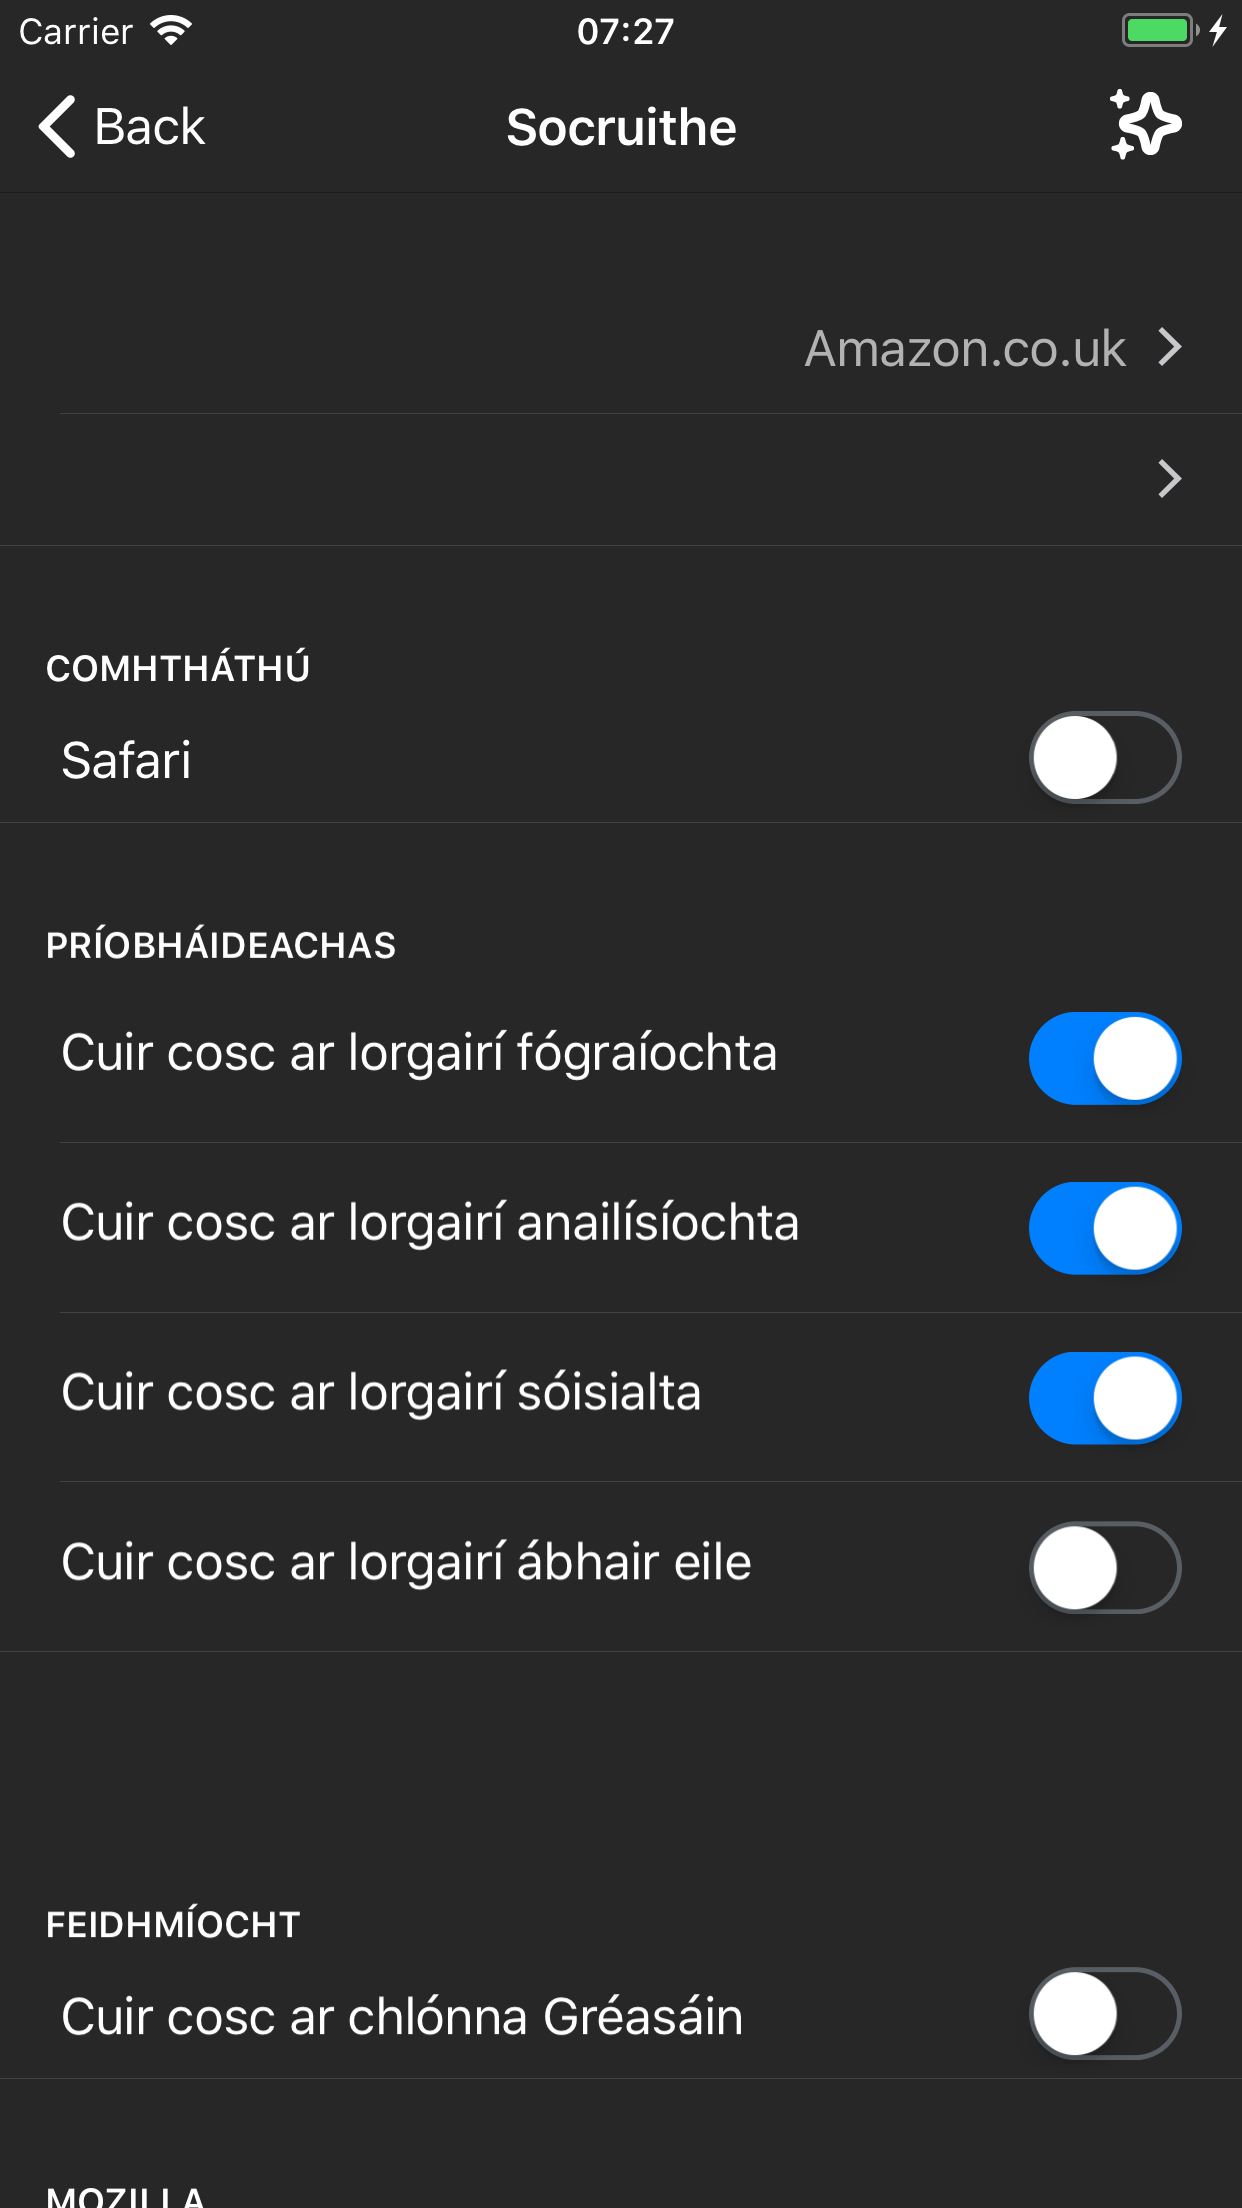 Carrier
07:27
Back
Socruithe
Amazon.co.uk
COMHTHÁTHÚ
Safari
PRÍOBHÁIDEACHAS
Cuir cosc ar lorgairí fógraíochta
Cuir cosc ar lorgairí anailísíochta
Cuir cosc ar lorgairí sóisialta
Cuir cosc ar lorgairí ábhair eile
FEIDHMÍOCHT
Cuir cosc ar chlónna Gréasáin
MOZILLA